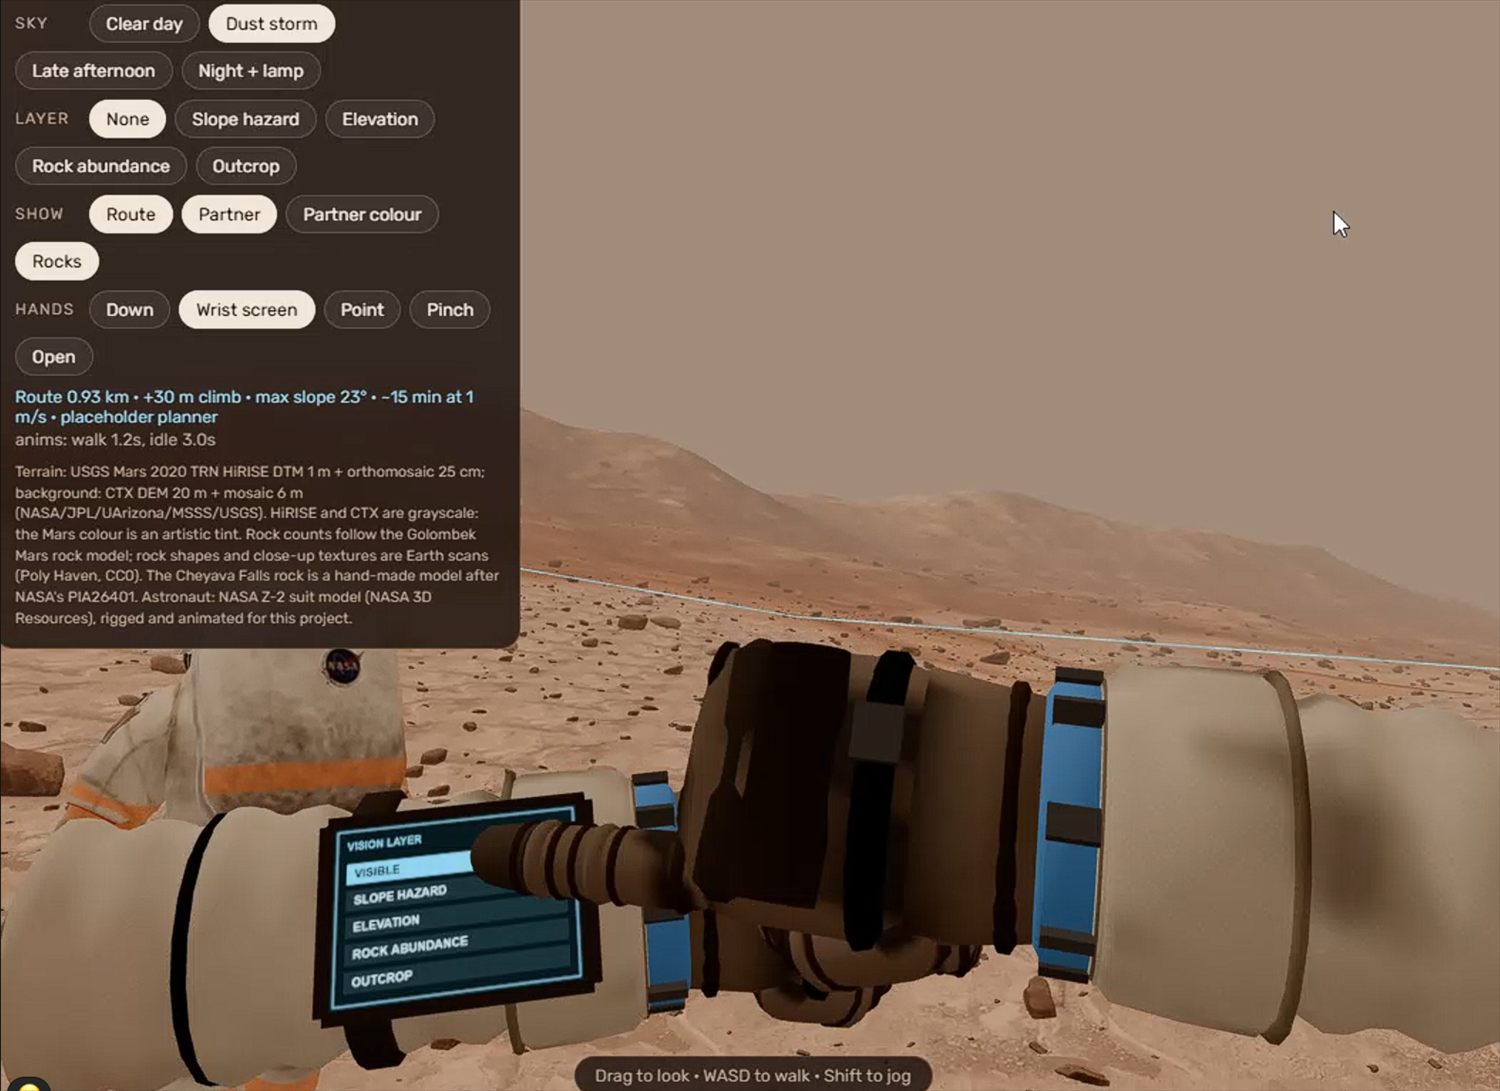 SKY Clear day Dust storm
Late afternoon Night + lamp
LAYER None Slope hazard Elevation
Rock abundance Outcrop
SHOW Route Partner Partner colour
Rocks
HANDS Down Wrist screen Point Pinch
Open
Route 0.93 km • +30 m climb • max slope 23° • ~15 min at 1
m/s • placeholder planner
anims: walk 1.2s, idle 3.0s
Terrain: USGS Mars 2020 TRN HiRISE DTM 1 m + orthomosaic 25 cm;
background: CTX DEM 20 m + mosaic 6 m
(NASA/JPL/UArizona/MSSS/USGS). HiRISE and CTX are grayscale:
the Mars colour is an artistic tint. Rock counts follow the Golombek
Mars rock model; rock shapes and close-up textures are Earth scans
(Poly Haven, CC0). The Cheyava Falls rock is a hand-made model after
NASA's PIA26401. Astronaut: NASA Z-2 suit model (NASA 3D
Resources), rigged and animated for this project.
NASA
VISION LAYER
VISIBLE
SLOPE HAZARD
ELEVATION
ROCK ABUNDANCE
OUTCROP
Drag to look • WASD to walk • Shift to jog